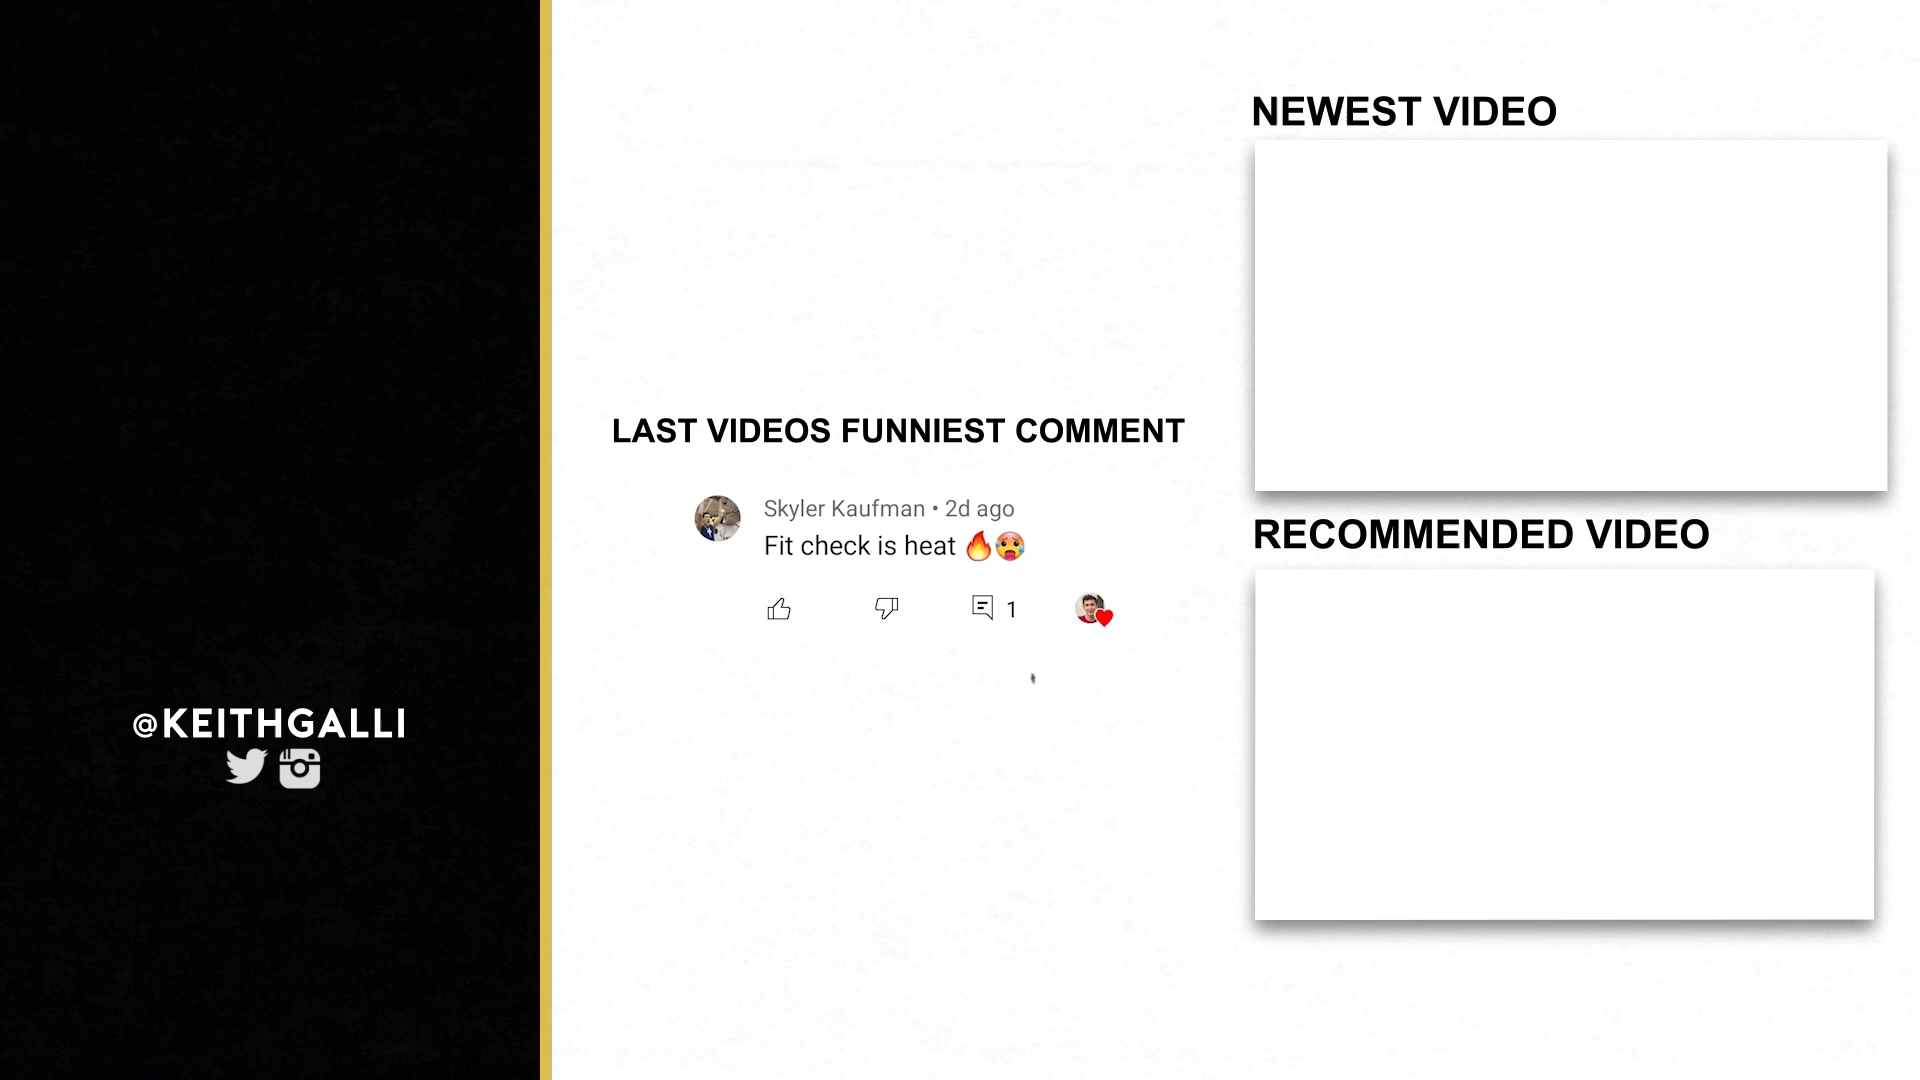 @KEITHGALLI
LAST VIDEOS FUNNIEST COMMENT
Skyler Kaufman • 2d ago
Fit check is heat 🔥🥵
1
NEWEST VIDEO
RECOMMENDED VIDEO